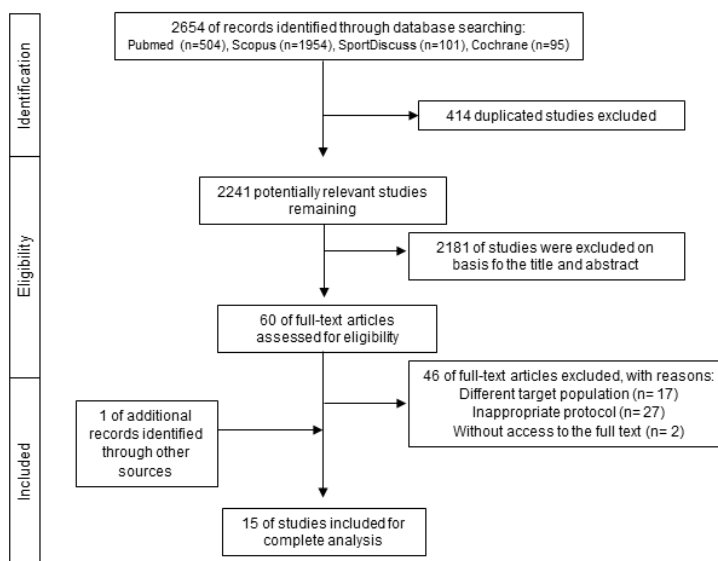 2654 of records identified through database searching:
Pubmed (n=504), Scopus (n=1954), SportDiscuss (n=101), Cochrane (n=95)
Identification
414 duplicated studies excluded
2241 potentially relevant studies
remaining
2181 of studies were excluded on
basis fo the title and abstract
Eligibility
60 of full-text articles
assessed for eligibility
46 of full-text articles excluded, with reasons:
Different target population (n= 17)
Inappropriate protocol (n= 27)
Without access to the full text (n= 2)
1 of additional
records identified
through other
sources
Included
15 of studies included for
complete analysis